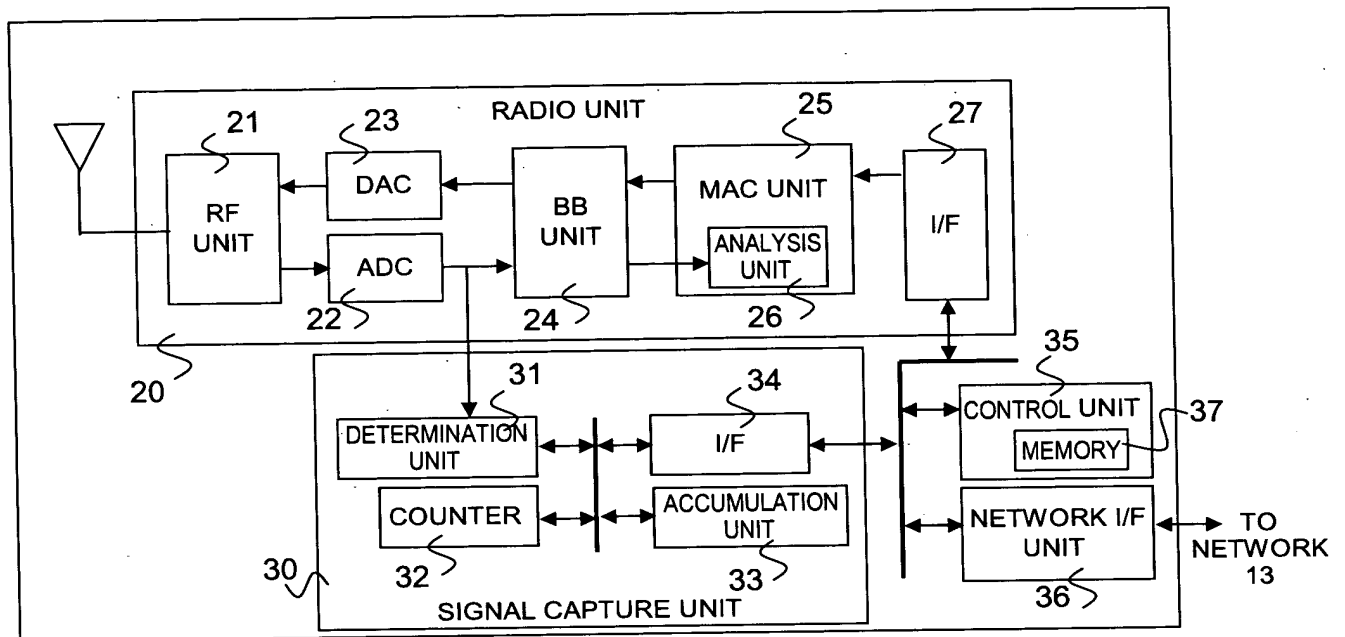 RADIO UNIT
21
23
25
27
RF
UNIT
DAC
BB
UNIT
MAC UNIT
I/F
ADC
ANALYSIS
UNIT
22
24
26
20
31
34
35
37
DETERMINATION
UNIT
I/F
CONTROL UNIT
MEMORY
COUNTER
ACCUMULATION
UNIT
NETWORK I/F
UNIT
TO
NETWORK
13
30
32
33
36
SIGNAL CAPTURE UNIT